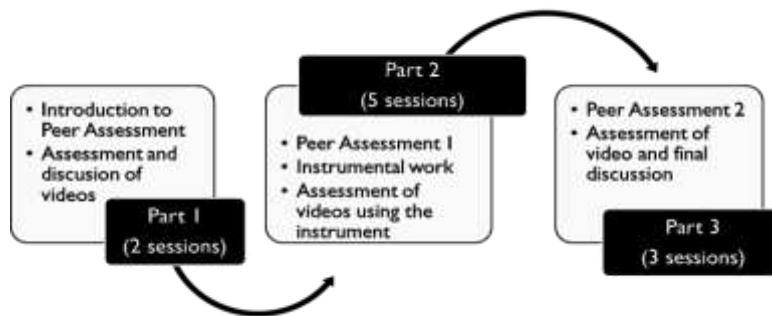 • Introduction to
Peer Assessment
• Assessment and
discusion of
videos
Part 1
(2 sessions)
Part 2
(5 sessions)
• Peer Assessment 1
• Instrumental work
• Assessment of
videos using the
instrument
• Peer Assessment 2
• Assessment of
video and final
discussion
Part 3
(3 sessions)